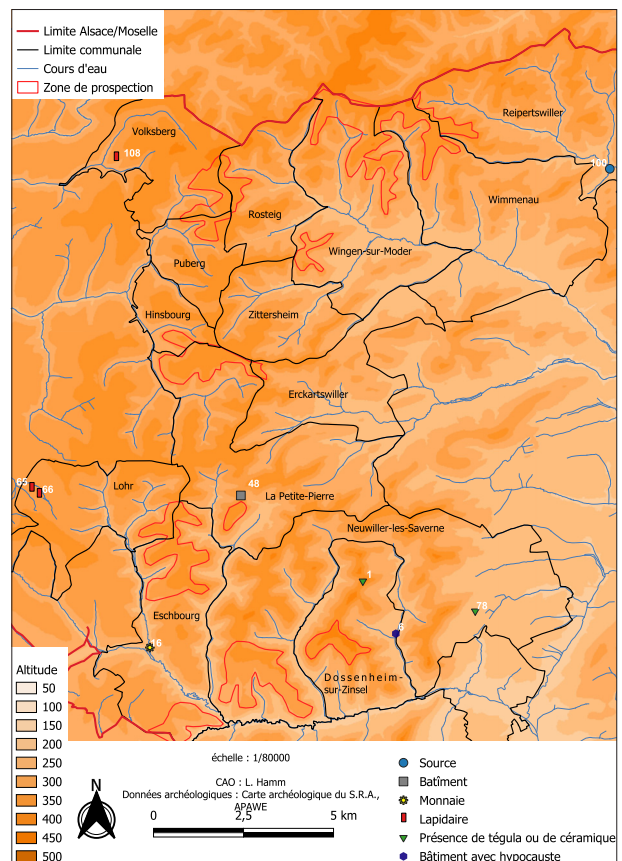 Limite Alsace/Moselle
Limite communale
Cours d'eau
Zone de prospection
Reipertswiller
Volksberg
108
100
Wimmenau
Rosteig
Wingen-sur-Moder
Puberg
Hinsbourg
Zittersheim
Erckartswiller
65
66
Lohr
48
La Petite-Pierre
Neuwiller-les-Saverne
1
78
Eschbourg
6
16
Dossenheim-
sur-Zinsel
Altitude
50
100
150
200
250
300
350
400
450
500
échelle : 1/80000
CAO : L. Hamm
Données archéologiques : Carte archéologique du S.R.A.,
APAWE
N
0 2,5 5 km
Source
Batîment
Monnaie
Lapidaire
Présence de tégula ou de céramique
Bâtiment avec hypocauste